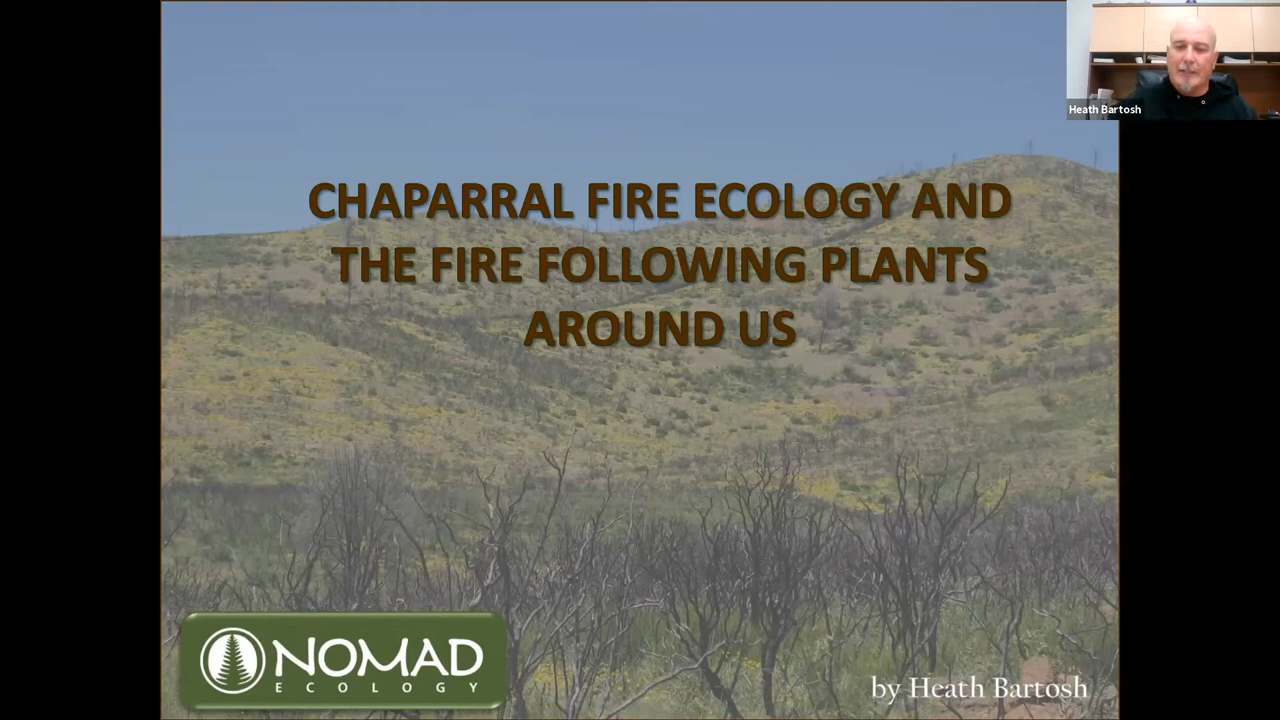 Heath Bartosh
CHAPARRAL FIRE ECOLOGY AND
THE FIRE FOLLOWING PLANTS
AROUND US
NOMAD
ECOLOGY
by Heath Bartosh